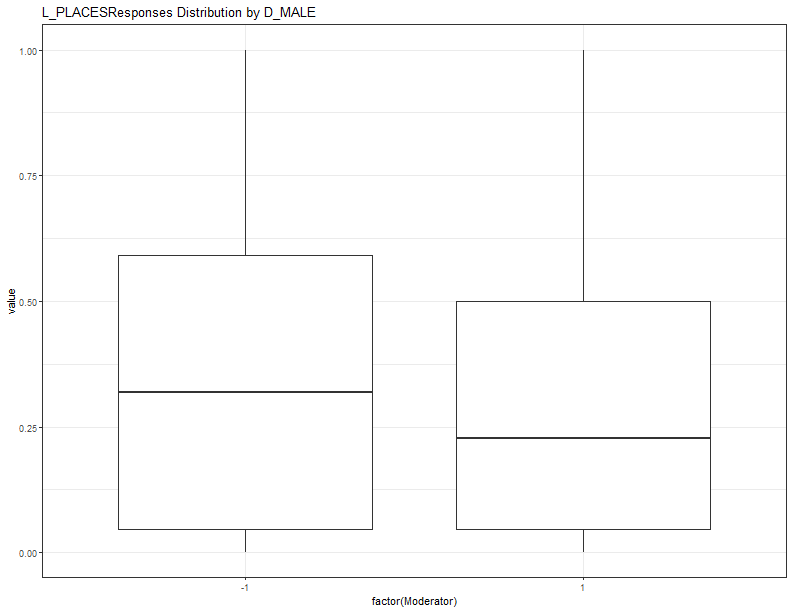 L_PLACESResponses Distribution by D_MALE
1.00
0.75
0.50
0.25
0.00
value
-1
1
factor(Moderator)